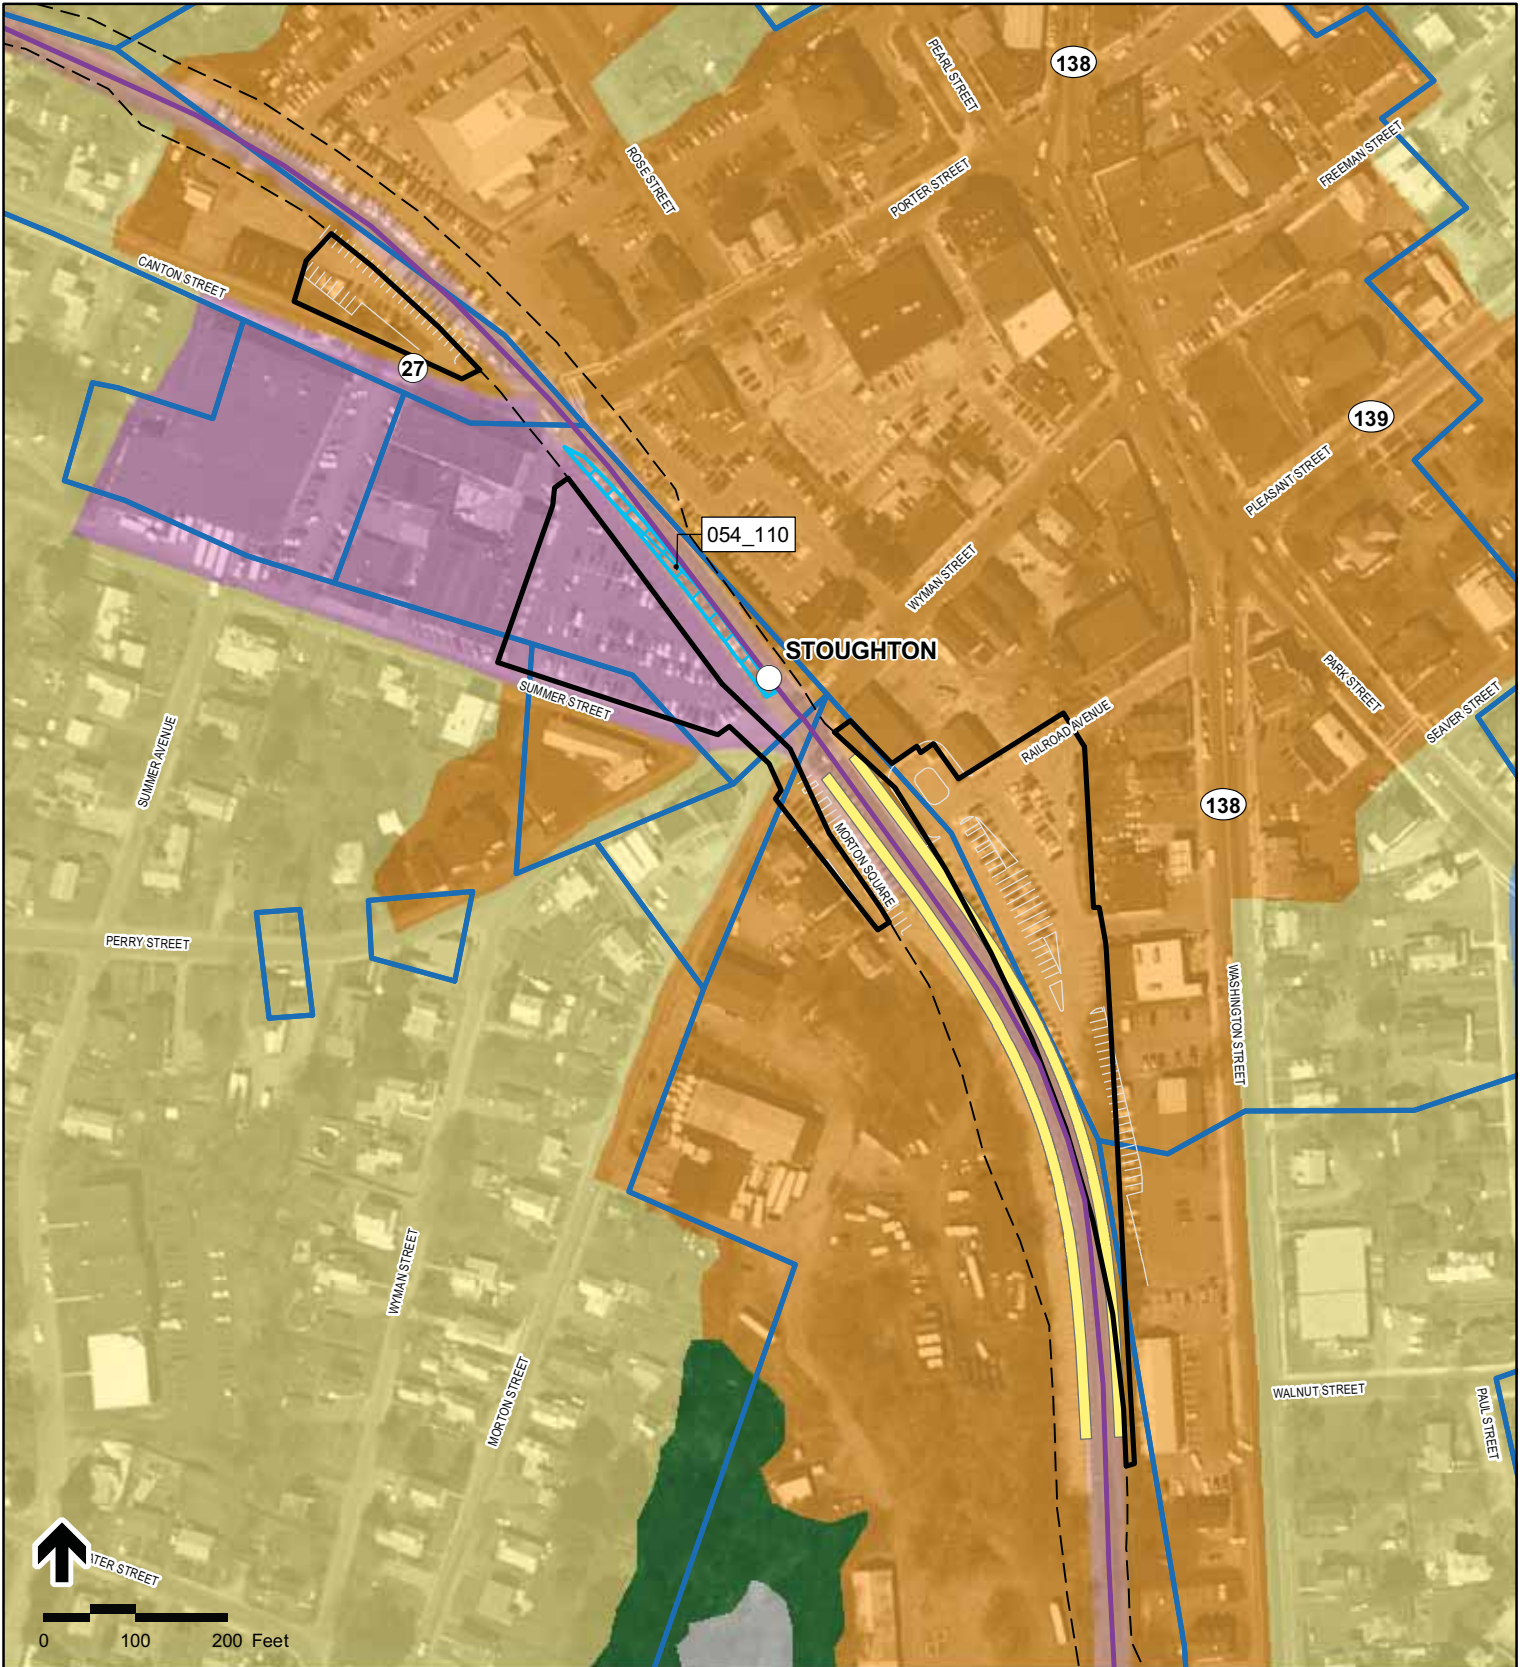 PEARL STREET
138
FREEMAN STREET
ROSE STREET
PORTER STREET
CANTON STREET
27
139
PLEASANT STREET
054_110
WYMAN STREET
STOUGHTON
PARK STREET
SEAVER STREET
SUMMER STREET
RAILROAD AVENUE
SUMMER AVENUE
138
MORTON SQUARE
PERRY STREET
WASHINGTON STREET
WYMAN STREET
MORTON STREET
WALNUT STREET
PAUL STREET
STREET
0 100 200 Feet